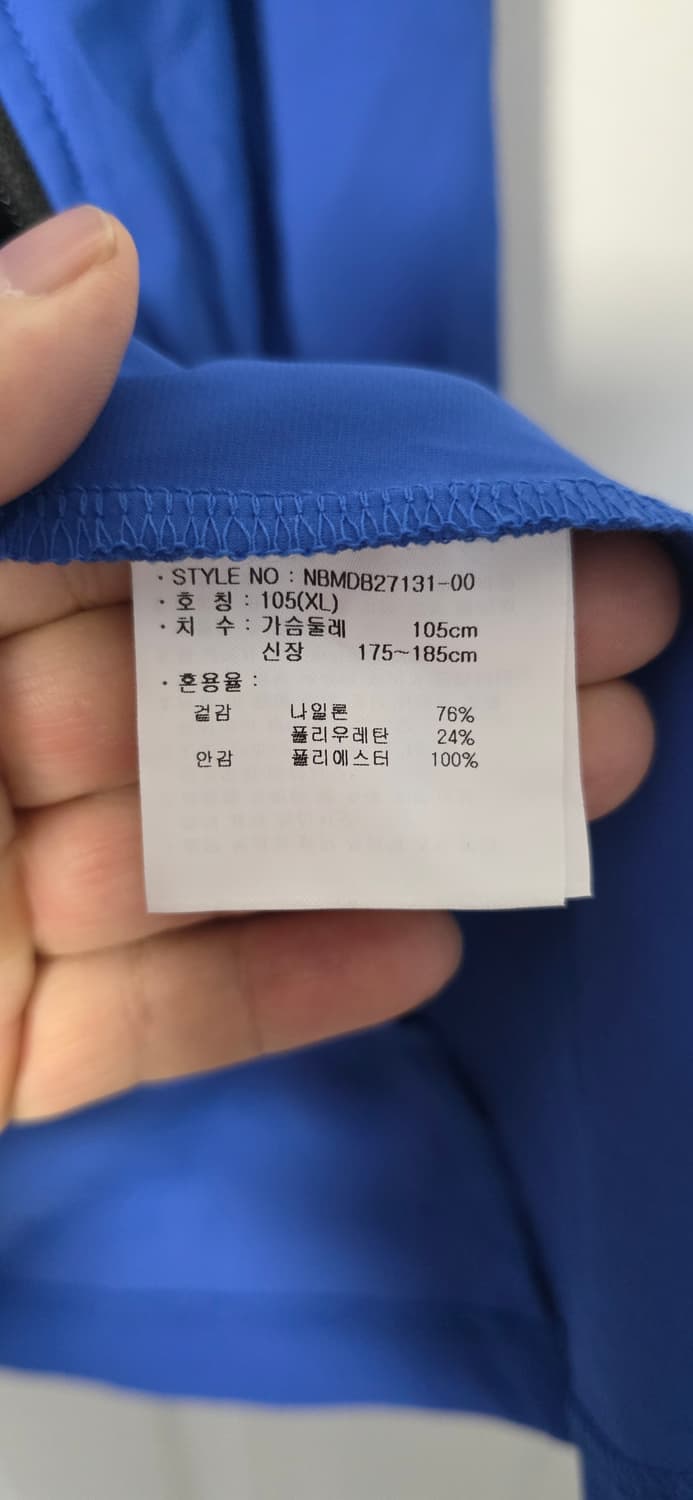 · STYLE NO : NBMDB27131-00
· 호 칭 : 105(XL)
· 치 수 : 가슴둘레 105cm
신장 175~185cm
· 혼용율 :
겉감 나일론 76%
폴리우레탄 24%
안감 폴리에스터 100%